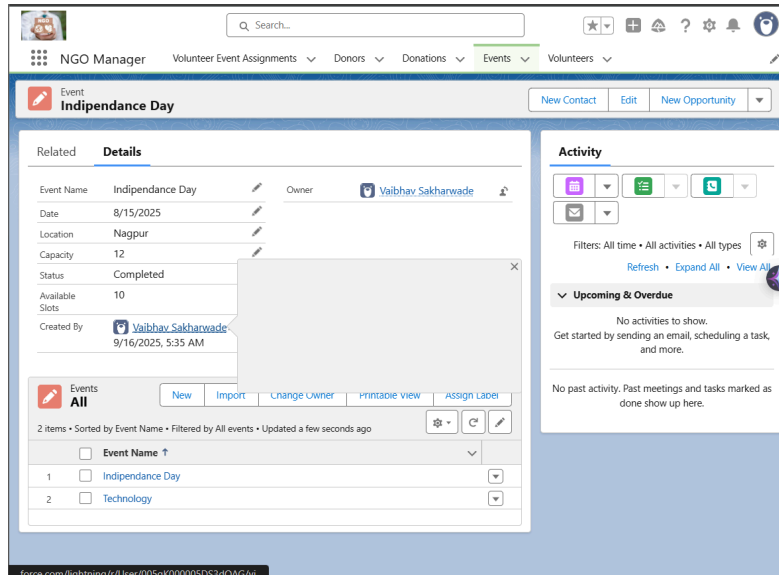 NGO
Search...
NGO Manager
Volunteer Event Assignments
Donors
Donations
Events
Volunteers
Event
Indipendance Day
New Contact
Edit
New Opportunity
Related
Details
Event Name
Indipendance Day
Owner
Vaibhav Sakharwade
Date
8/15/2025
Location
Nagpur
Capacity
12
Status
Completed
Available
Slots
10
Created By
Vaibhav Sakharwade
9/16/2025, 5:35 AM
Activity
Filters: All time • All activities • All types
Refresh • Expand All • View All
Upcoming & Overdue
No activities to show.
Get started by sending an email, scheduling a task,
and more.
No past activity. Past meetings and tasks marked as
done show up here.
Events
All
New
Import
Change Owner
Printable View
Assign Label
2 items • Sorted by Event Name • Filtered by All events • Updated a few seconds ago
Event Name ↑
1
Indipendance Day
2
Technology